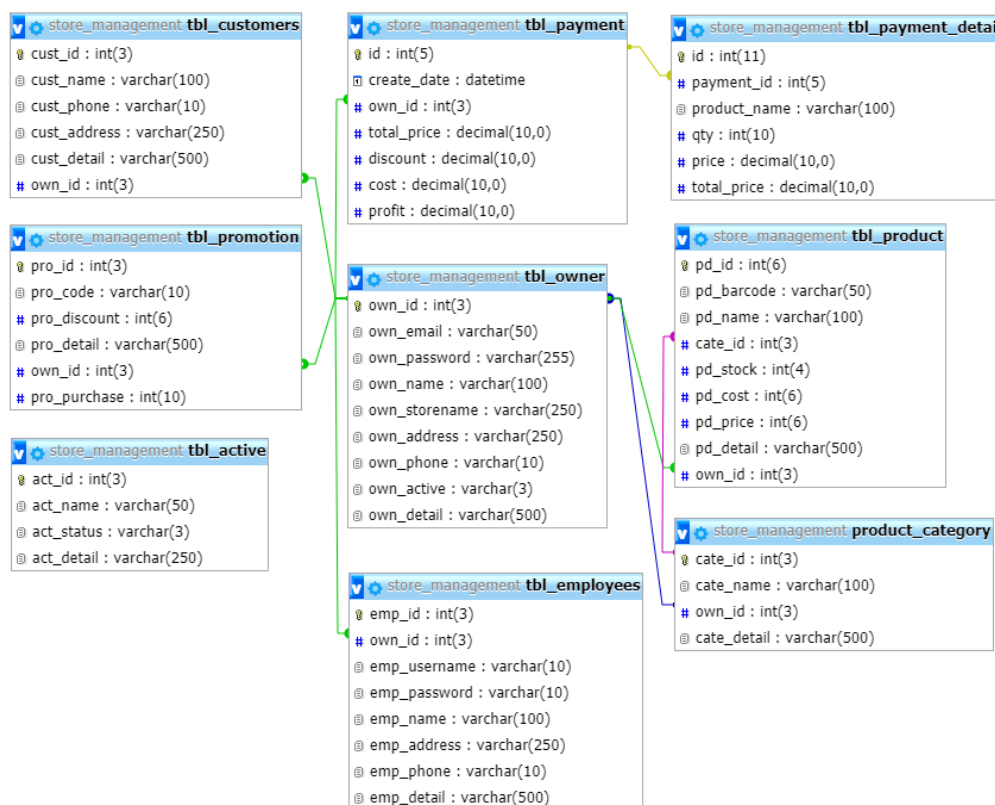 store_management tbl_customers
cust_id : int(3)
cust_name : varchar(100)
cust_phone : varchar(10)
cust_address : varchar(250)
cust_detail : varchar(500)
own_id : int(3)
store_management tbl_promotion
pro_id : int(3)
pro_code : varchar(10)
pro_discount : int(6)
pro_detail : varchar(500)
own_id : int(3)
pro_purchase : int(10)
store_management tbl_active
act_id : int(3)
act_name : varchar(50)
act_status : varchar(3)
act_detail : varchar(250)
store_management tbl_payment
id : int(5)
create_date : datetime
own_id : int(3)
total_price : decimal(10,0)
discount : decimal(10,0)
cost : decimal(10,0)
profit : decimal(10,0)
store_management tbl_owner
own_id : int(3)
own_email : varchar(50)
own_password : varchar(255)
own_name : varchar(100)
own_storename : varchar(250)
own_address : varchar(250)
own_phone : varchar(10)
own_active : varchar(3)
own_detail : varchar(500)
store_management tbl_employees
emp_id : int(3)
own_id : int(3)
emp_username : varchar(10)
emp_password : varchar(10)
emp_name : varchar(100)
emp_address : varchar(250)
emp_phone : varchar(10)
emp_detail : varchar(500)
store_management tbl_payment_detail
id : int(11)
payment_id : int(5)
product_name : varchar(100)
qty : int(10)
price : decimal(10,0)
total_price : decimal(10,0)
store_management tbl_product
pd_id : int(6)
pd_barcode : varchar(50)
pd_name : varchar(100)
cate_id : int(3)
pd_stock : int(4)
pd_cost : int(6)
pd_price : int(6)
pd_detail : varchar(500)
own_id : int(3)
store_management product_category
cate_id : int(3)
cate_name : varchar(100)
own_id : int(3)
cate_detail : varchar(500)